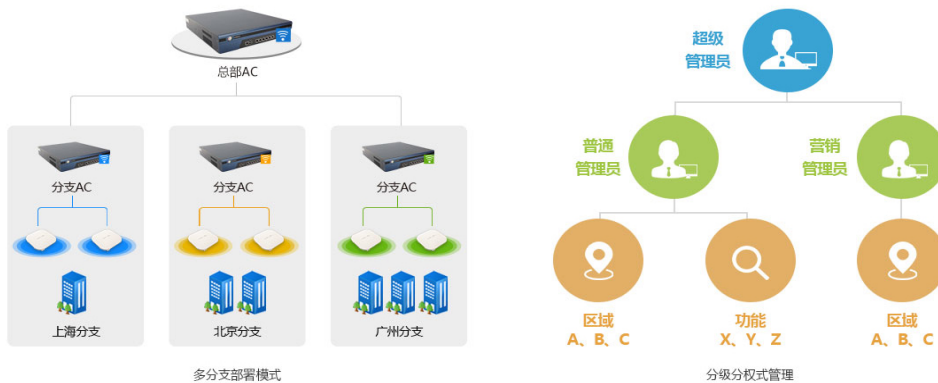 总部AC
分支AC
分支AC
分支AC
上海分支
北京分支
广州分支
多分支部署模式
超级
管理员
普通
管理员
营销
管理员
区域
A、B、C
功能
X、Y、Z
区域
A、B、C
分级分权式管理